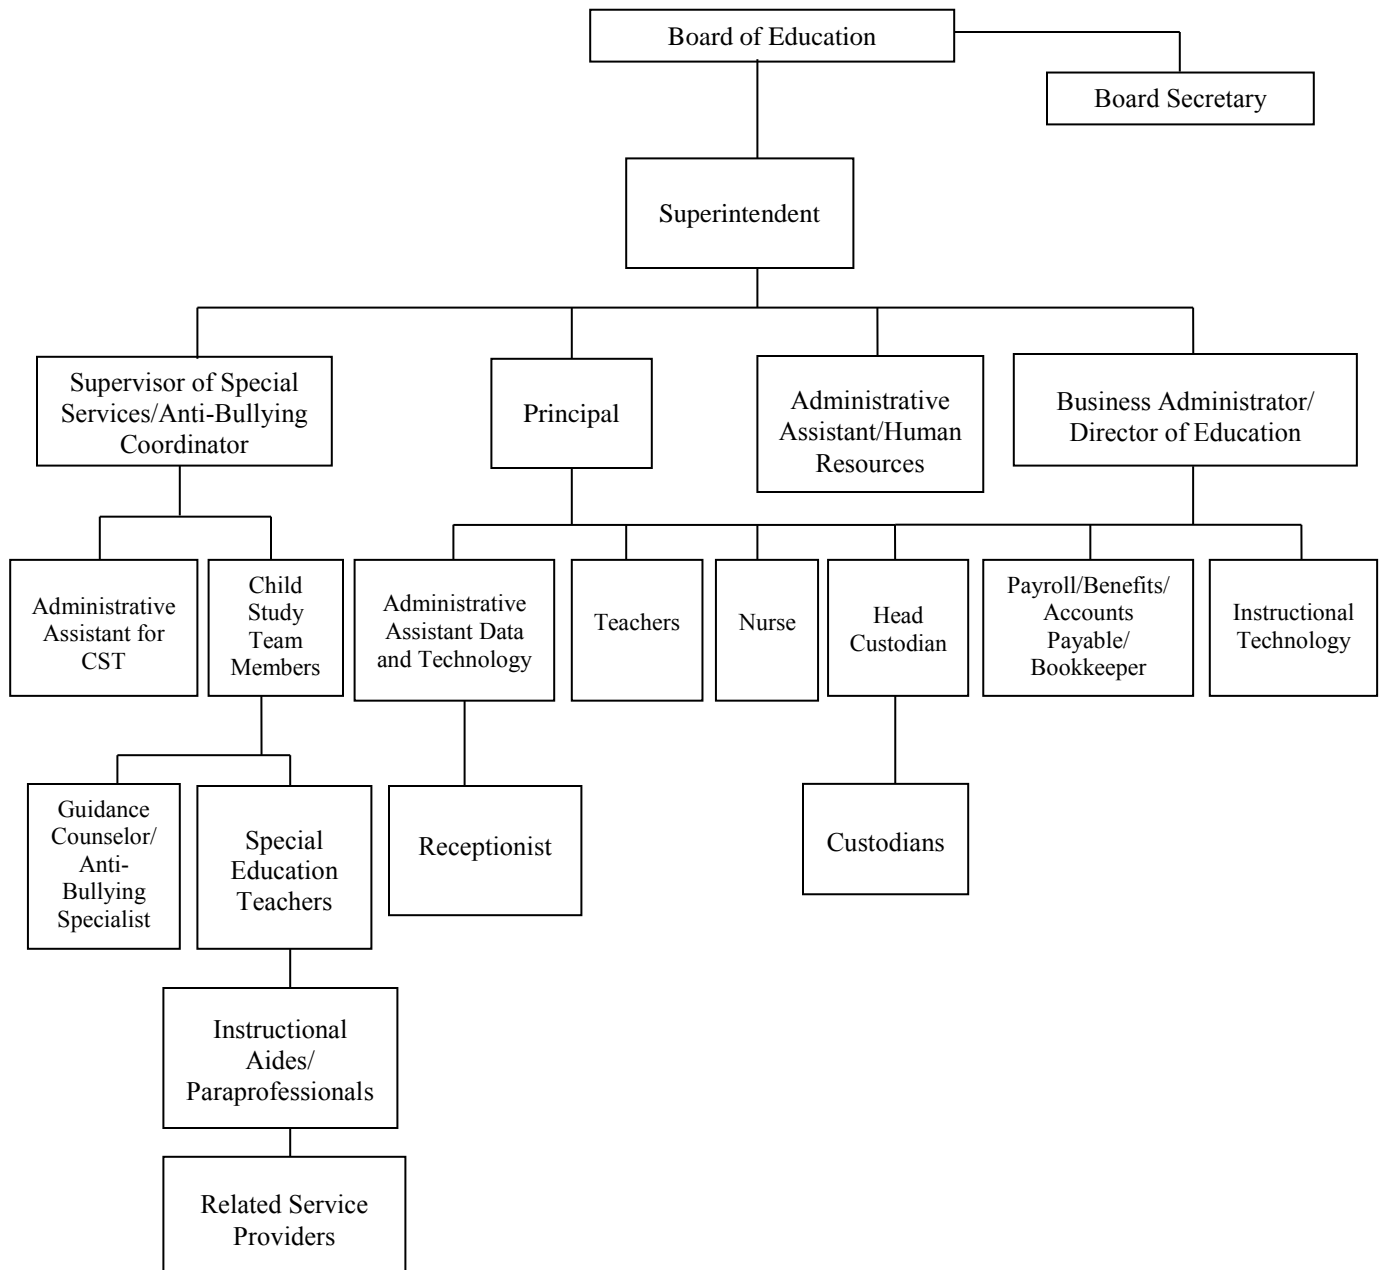 Board of Education
Board Secretary
Superintendent
Supervisor of Special
Services/Anti-Bullying
Coordinator
Principal
Administrative
Assistant/Human
Resources
Business Administrator/
Director of Education
Administrative
Assistant for
CST
Child
Study
Team
Members
Administrative
Assistant Data
and Technology
Teachers
Nurse
Head
Custodian
Payroll/Benefits/
Accounts
Payable/
Bookkeeper
Instructional
Technology
Guidance
Counselor/
Anti-
Bullying
Specialist
Special
Education
Teachers
Receptionist
Custodians
Instructional
Aides/
Paraprofessionals
Related Service
Providers